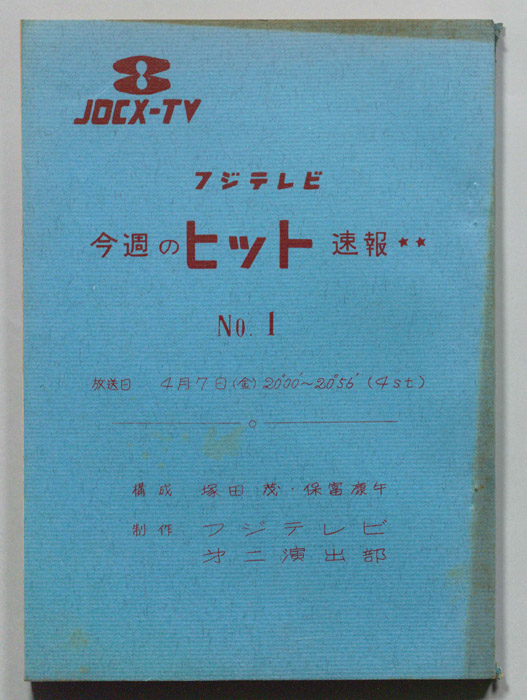 JOCX-TV
フジテレビ
今週のヒット速報★★
No. 1
放送日 4月7日(金) 20°00'～20°56' (4st)
構成 塚田茂・保富康午
制作 フジテレビ
第二演出部